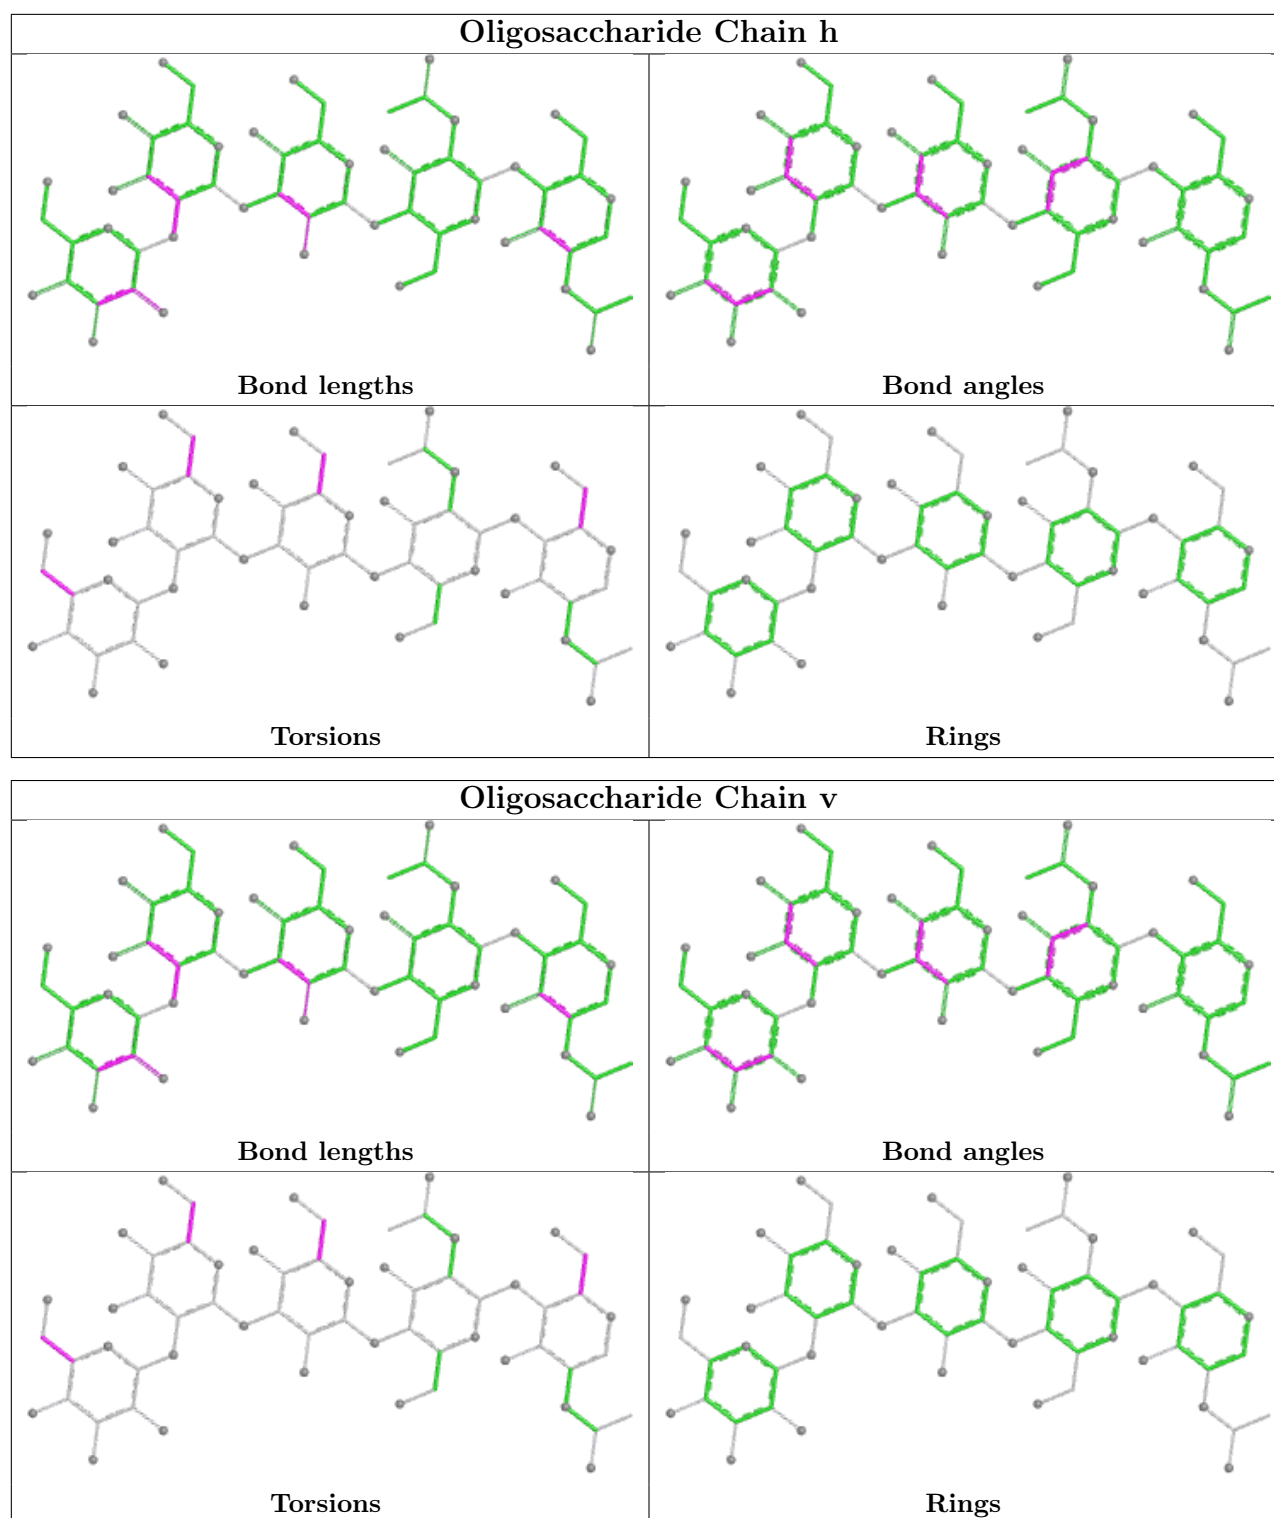 Oligosaccharide Chain h
Bond lengths
Bond angles
Torsions
Rings
Oligosaccharide Chain v
Bond lengths
Bond angles
Torsions
Rings